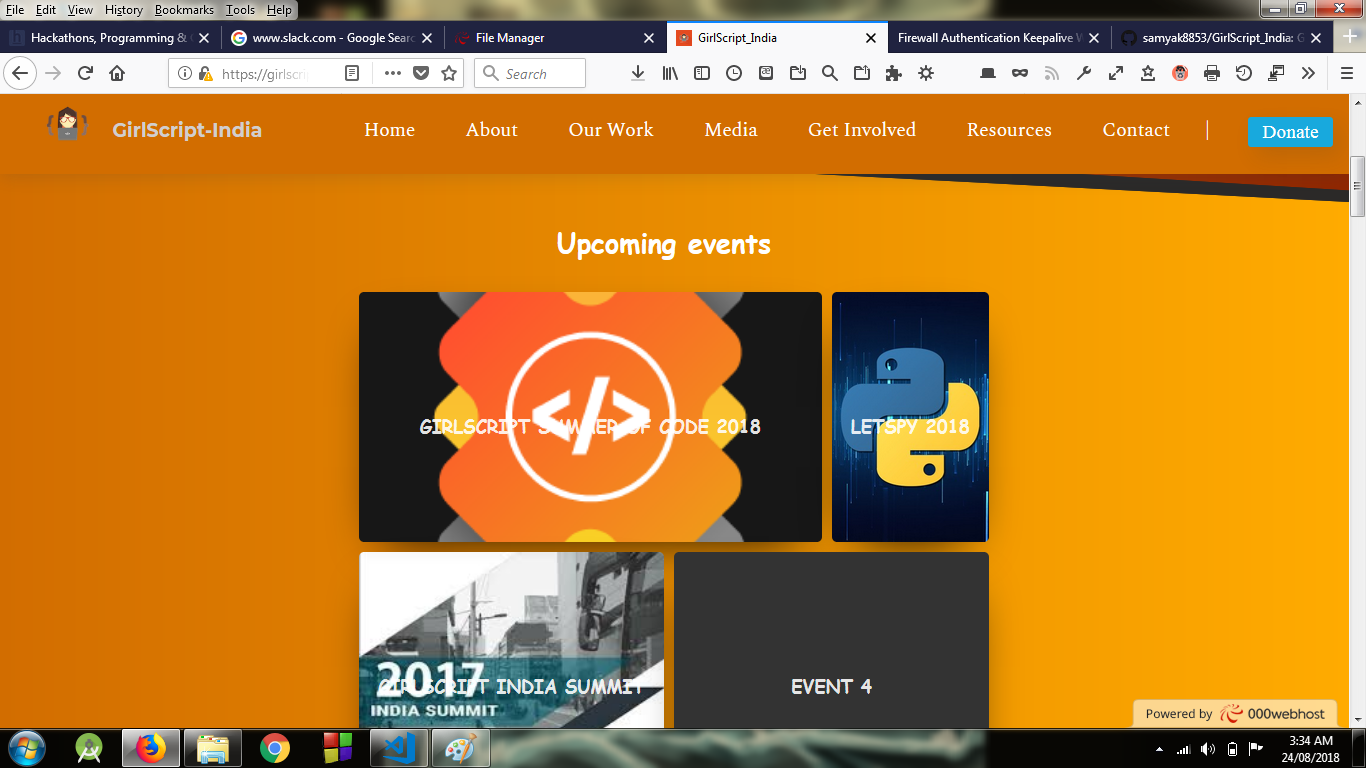 File Edit View History Bookmarks Tools Help
Hackathons, Programming &
www.slack.com - Google Sear
File Manager
GirlScript_India
Firewall Authentication Keepalive
samyak8853/GirlScript_India: G
https://girlscri
Search
GirlScript-India
Home
About
Our Work
Media
Get Involved
Resources
Contact
Donate
Upcoming events
GIRLSCRIPT SUMMER OF CODE 2018
LETSPY 2018
2017
GIRLSCRIPT INDIA SUMMIT
INDIA SUMMIT
EVENT 4
Powered by 000webhost
3:34 AM
24/08/2018